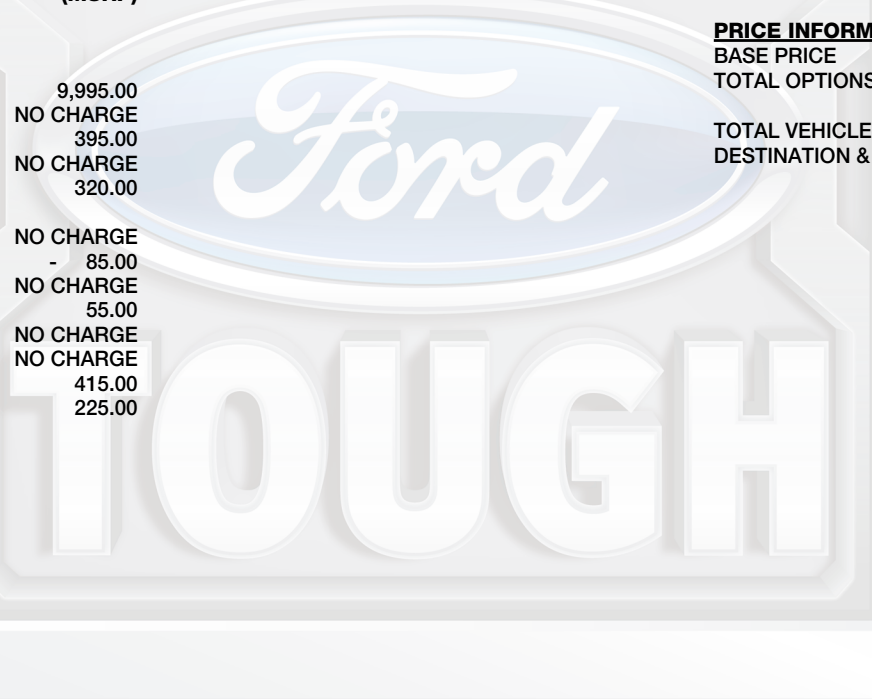 9,995.00
NO CHARGE
395.00
NO CHARGE
320.00
NO CHARGE
- 85.00
NO CHARGE
55.00
NO CHARGE
NO CHARGE
415.00
225.00
PRICE INFORM
BASE PRICE
TOTAL OPTIONS
TOTAL VEHICLE
DESTINATION &
Ford
TOUGH